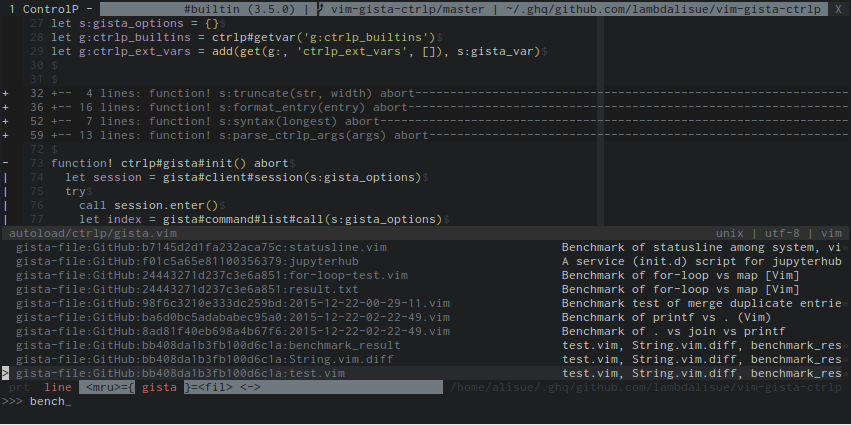 1 ControlP - #builtin (3.5.0) | vim-gista-ctrlp/master | ~/.ghq/github.com/lambdalisue/vim-gista-ctrlp X
27 let s:gista_options = {}$
28 let g:ctrlp_builtins = ctrlp#getvar('g:ctrlp_builtins')$
29 let g:ctrlp_ext_vars = add(get(g:, 'ctrlp_ext_vars', []), s:gista_var)$
30 $
31 $
+ 32 +-- 4 lines: function! s:truncate(str, width) abort--------------------------------------------------------------
+ 36 +-- 16 lines: function! s:format_entry(entry) abort---------------------------------------------------------------
+ 52 +-- 7 lines: function! s:syntax(longest) abort-------------------------------------------------------------------
+ 59 +-- 13 lines: function! s:parse_ctrlp_args(args) abort------------------------------------------------------------
72 $
- 73 function! ctrlp#gista#init() abort$
| 74 let session = gista#client#session(s:gista_options)$
| 75 try$
| 76 call session.enter()$
| 77 let index = gista#command#list#call(s:gista_options)$
autoload/ctrlp/gista.vim unix | utf-8 | vim
gista-file:GitHub:b7145d2d1fa232aca75c:statusline.vim Benchmark of statusline among system, vi»
gista-file:GitHub:f01c5a65e81100356379:jupyterhub A service (init.d) script for jupyterhub
gista-file:GitHub:24443271d237c3e6a851:for-loop-test.vim Benchmark of for-loop vs map [Vim]
gista-file:GitHub:24443271d237c3e6a851:result.txt Benchmark of for-loop vs map [Vim]
gista-file:GitHub:98f6c3210e333dc259bd:2015-12-22-00-29-11.vim Benchmark test of merge duplicate entrie»
gista-file:GitHub:ba6d0bc5adababec95a0:2015-12-22-02-22-49.vim Benchmark of printf vs . (Vim)
gista-file:GitHub:8ad81f40eb698a4b67f6:2015-12-22-02-22-49.vim Benchmark of . vs join vs printf
gista-file:GitHub:bb408da1b3fb100d6c1a:benchmark_result test.vim, String.vim.diff, benchmark_res»
gista-file:GitHub:bb408da1b3fb100d6c1a:String.vim.diff test.vim, String.vim.diff, benchmark_res»
> gista-file:GitHub:bb408da1b3fb100d6c1a:test.vim test.vim, String.vim.diff, benchmark_res»
prt line <mru>={ gista }=<fil> <-> /home/alisue/.ghq/github.com/lambdalisue/vim-gista-ctrlp
>>> bench_